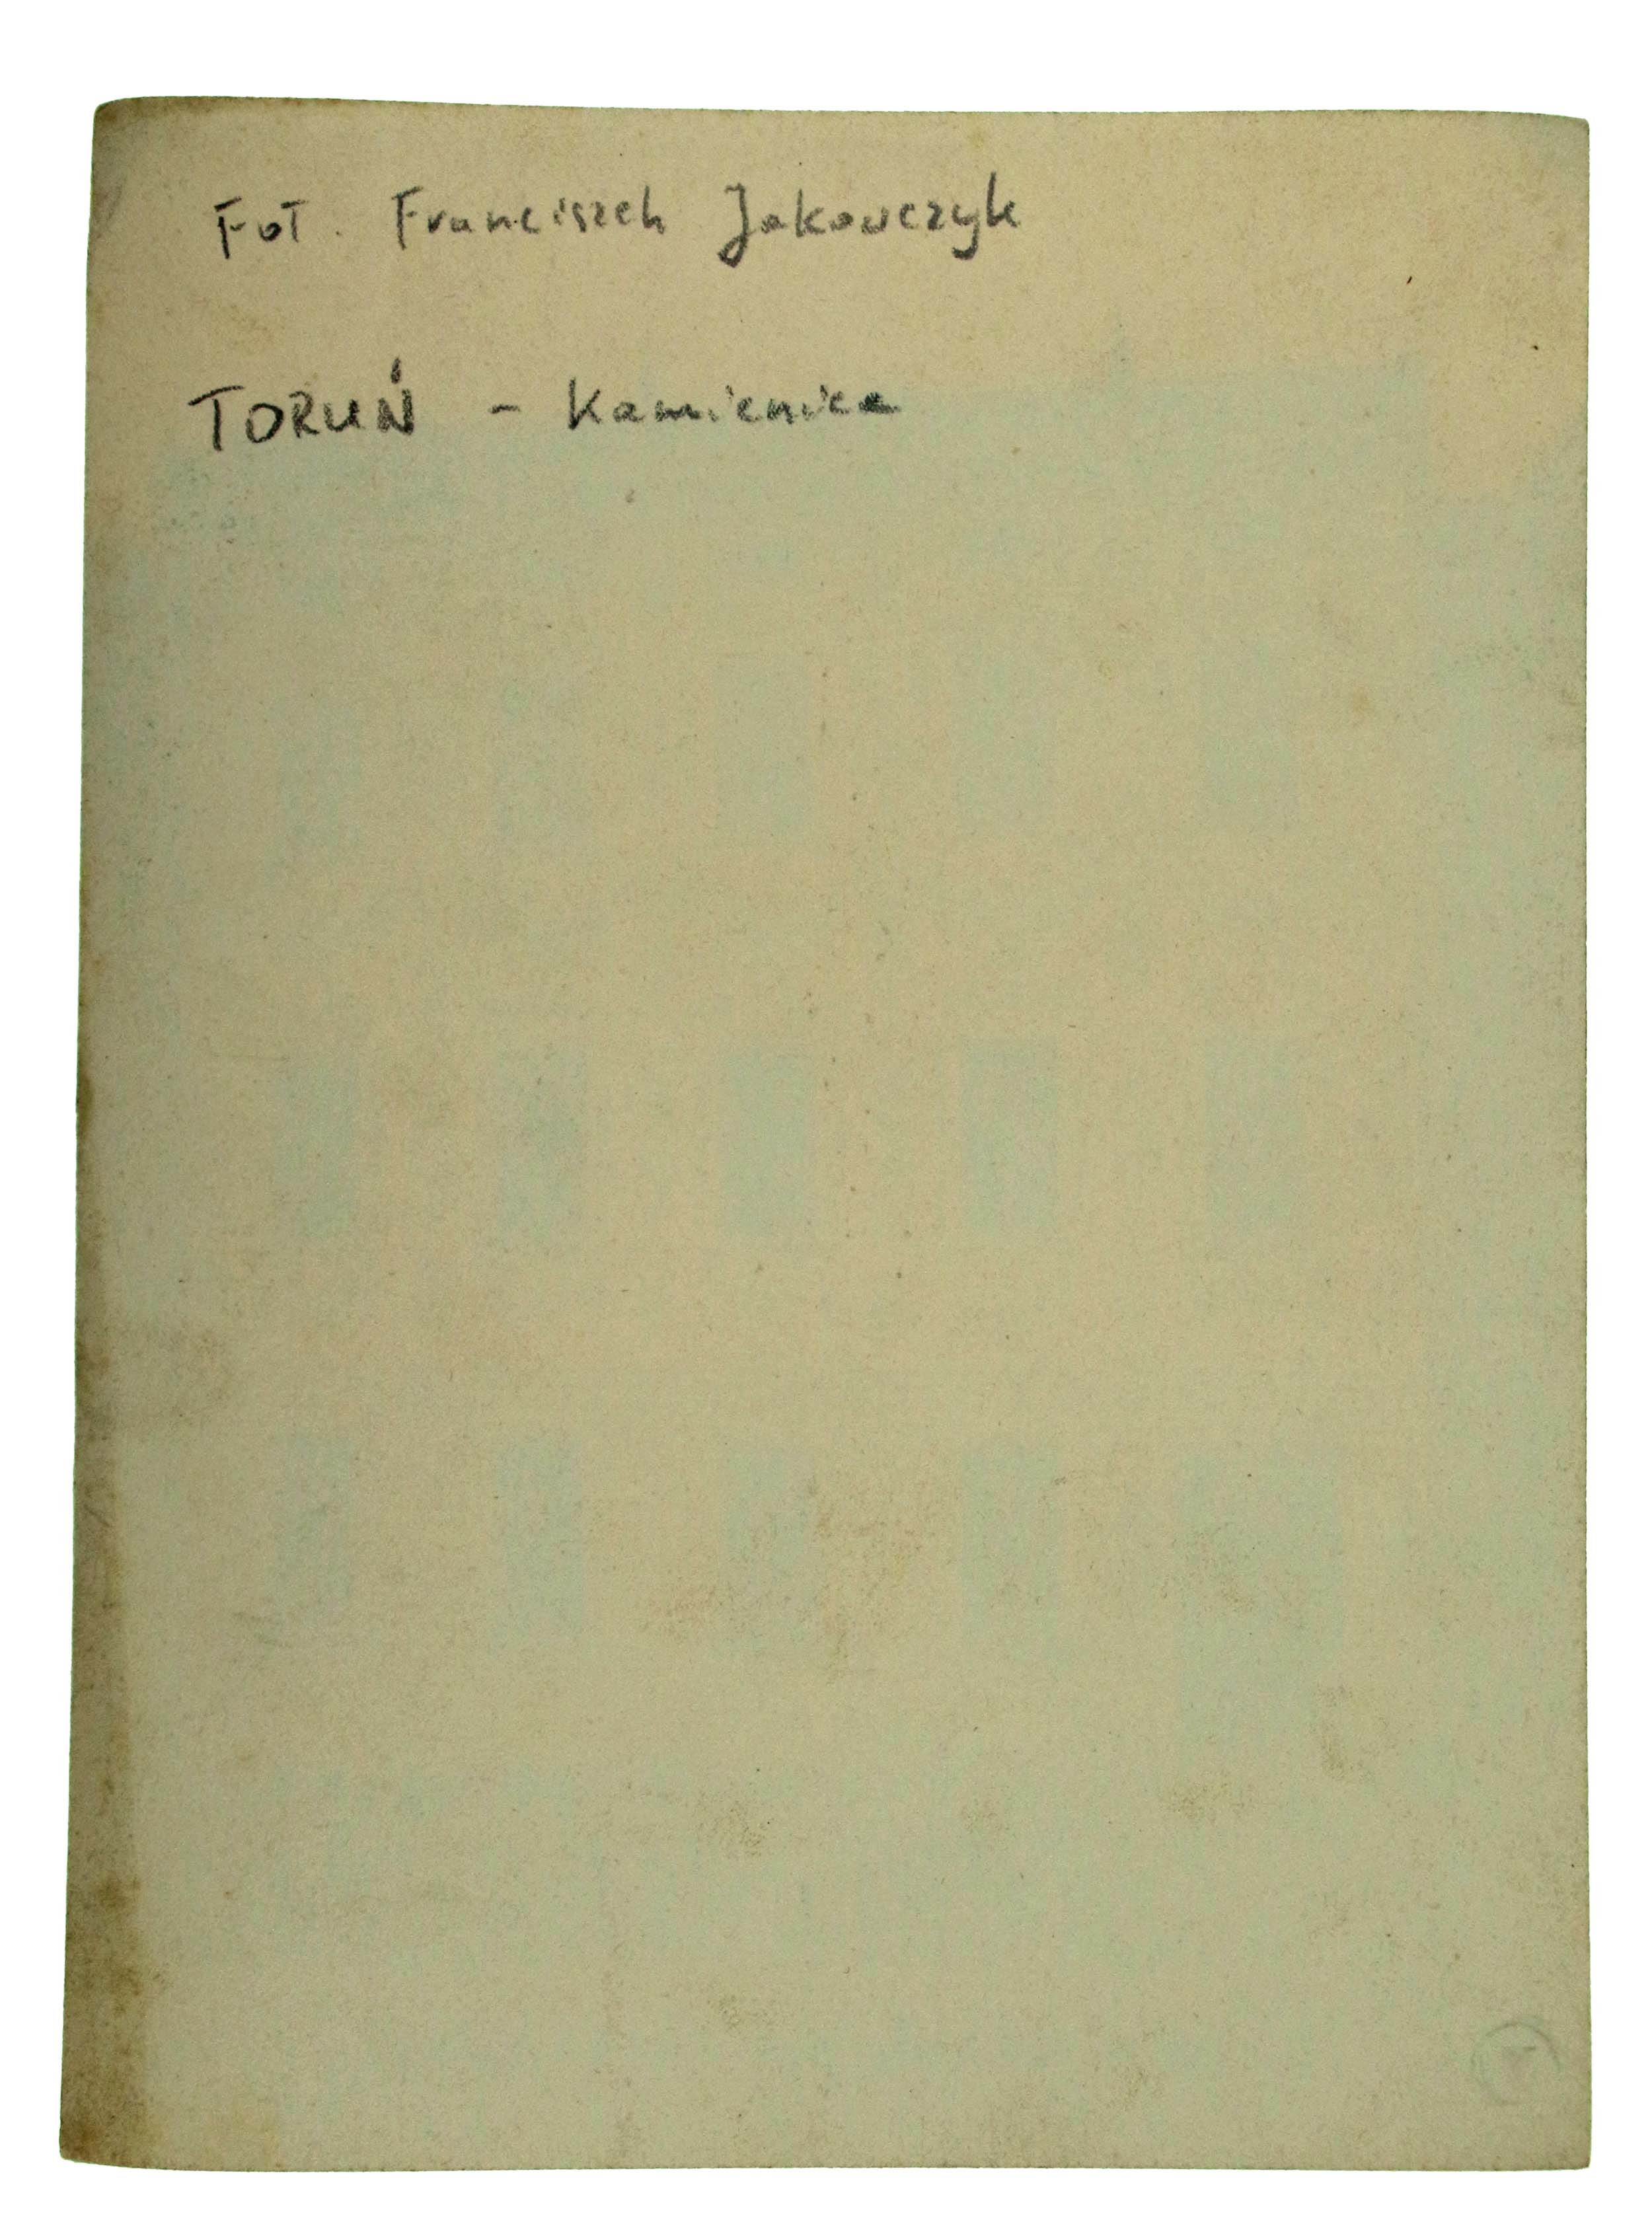 Fot. Franciszek Jakowczyk
TORUŃ - Kamienica